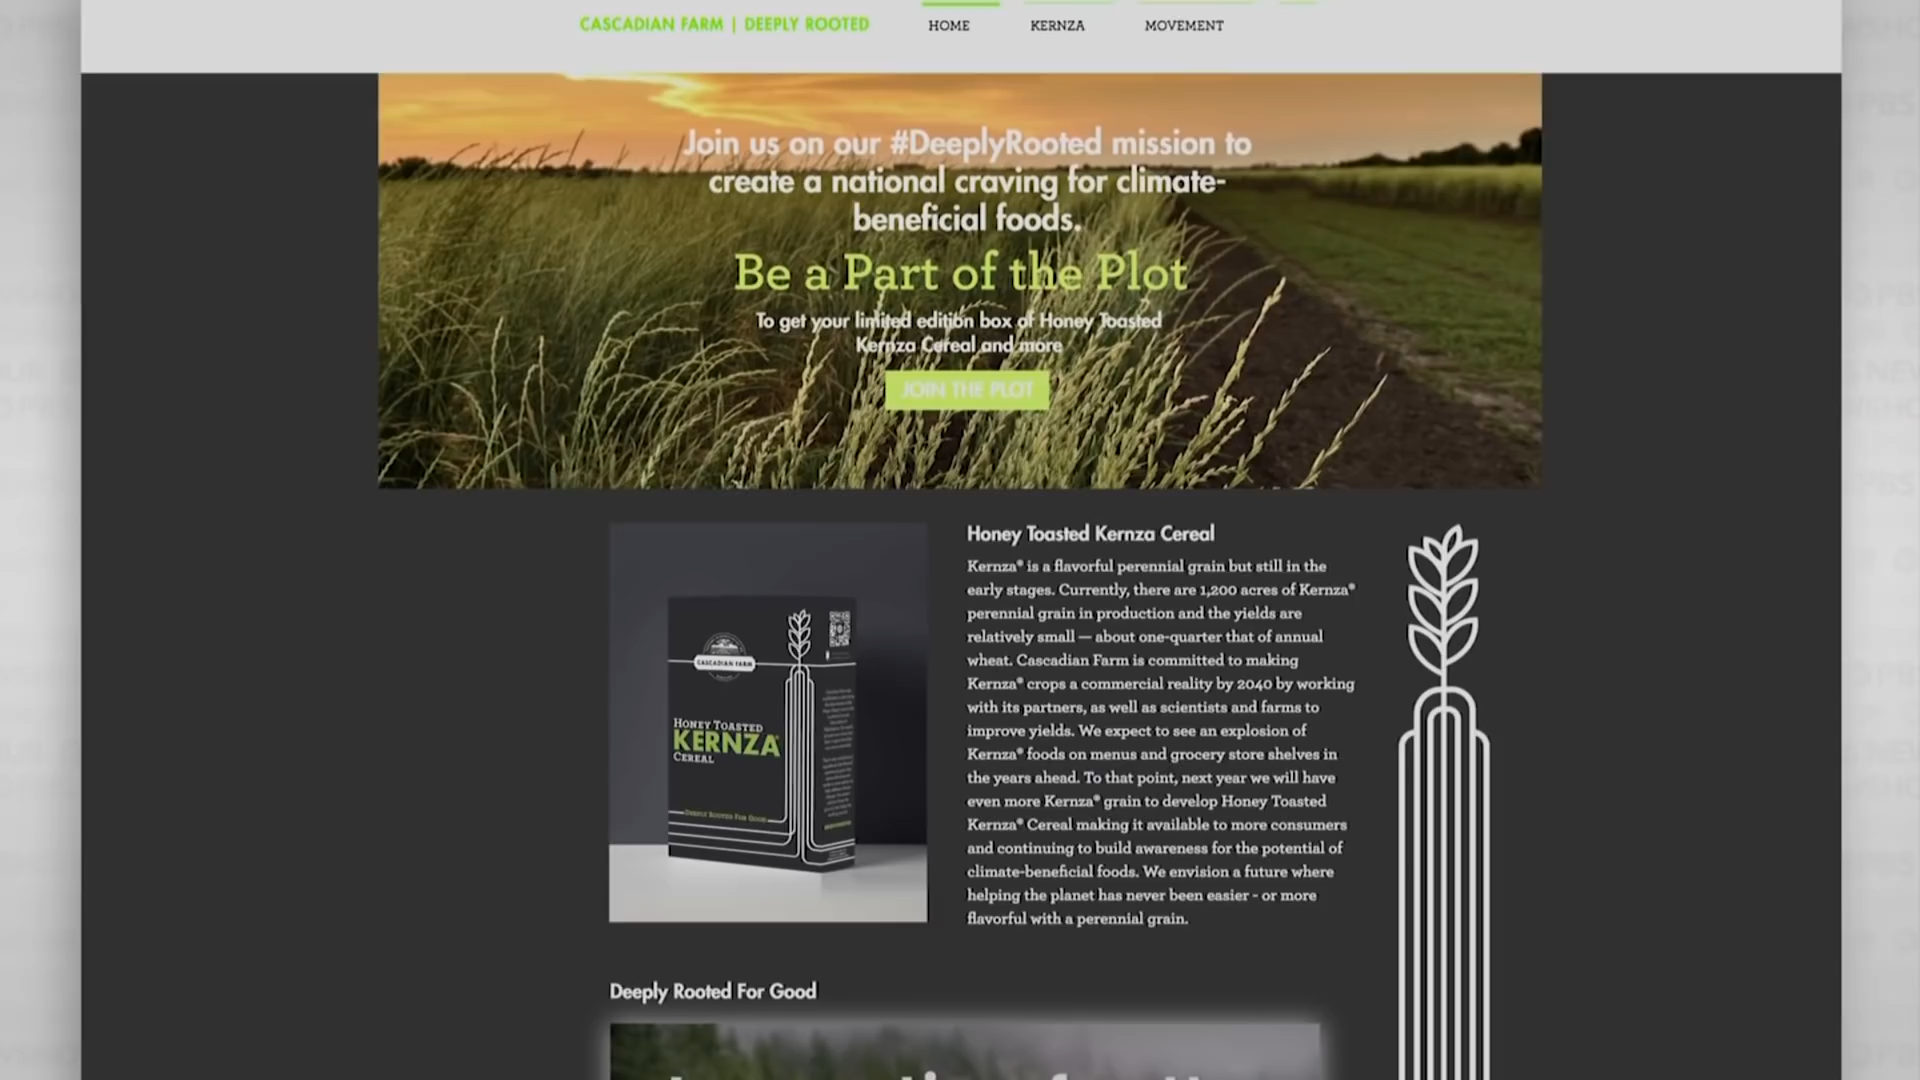 CASCADIAN FARM | DEEPLY ROOTED
HOME
KERNZA
MOVEMENT
Join us on our #DeeplyRooted mission to
create a national craving for climate-
beneficial foods.
Be a Part of the Plot
To get your limited edition box of Honey Toasted
Kernza Cereal and more
JOIN THE PLOT
CASCADIAN FARM
HONEY TOASTED
KERNZA
CEREAL
DEEPLY ROOTED FOR GOOD
Honey Toasted Kernza Cereal
Kernza® is a flavorful perennial grain but still in the
early stages. Currently, there are 1,200 acres of Kernza®
perennial grain in production and the yields are
relatively small — about one-quarter that of annual
wheat. Cascadian Farm is committed to making
Kernza® crops a commercial reality by 2040 by working
with its partners, as well as scientists and farms to
improve yields. We expect to see an explosion of
Kernza® foods on menus and grocery store shelves in
the years ahead. To that point, next year we will have
even more Kernza® grain to develop Honey Toasted
Kernza® Cereal making it available to more consumers
and continuing to build awareness for the potential of
climate-beneficial foods. We envision a future where
helping the planet has never been easier - or more
flavorful with a perennial grain.
Deeply Rooted For Good